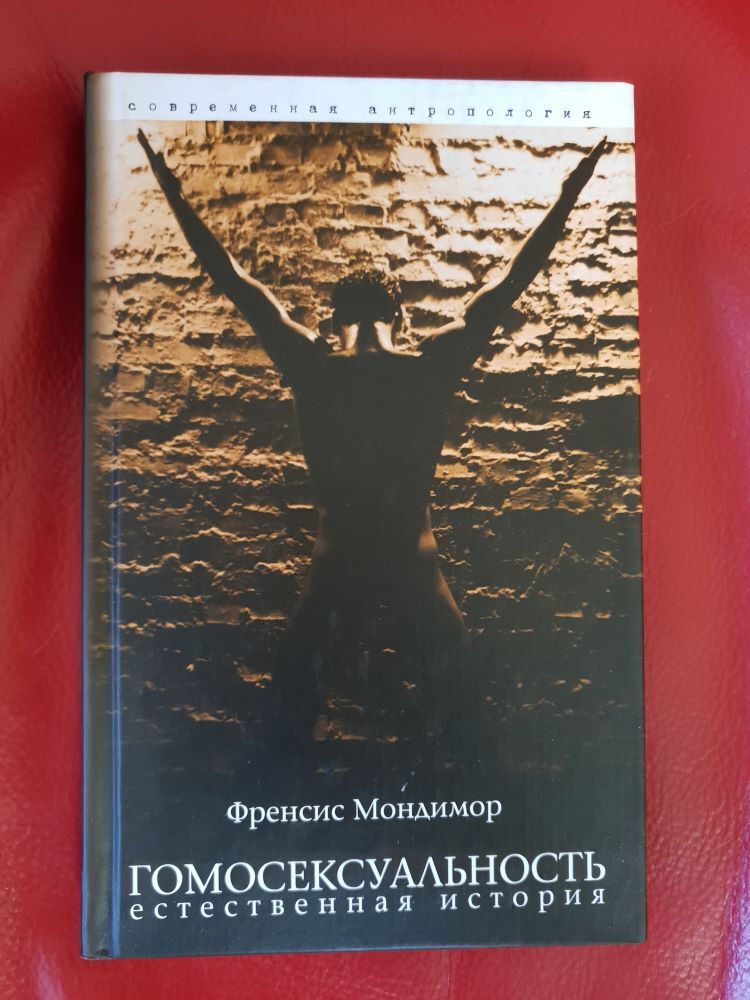 современная антропология
Френсис Мондимор
ГОМОСЕКСУАЛЬНОСТЬ
естественная история